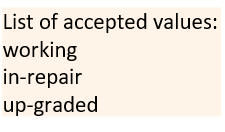 List of accepted values:
working
in-repair
up-graded